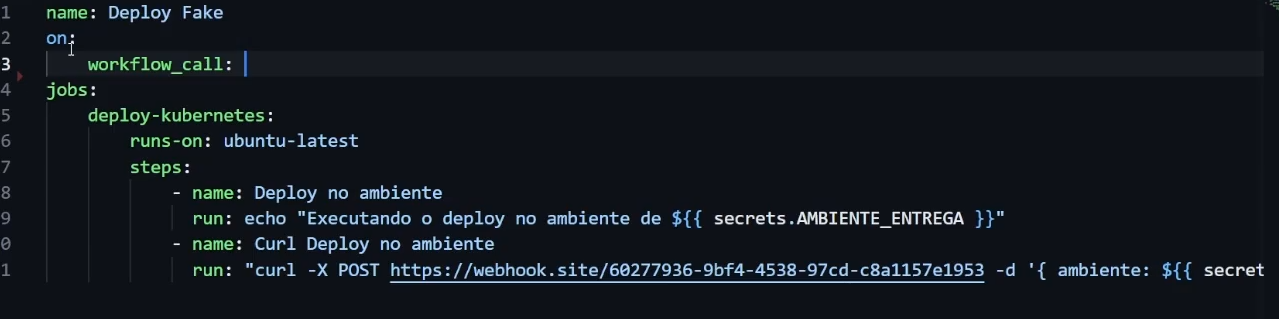 1 name: Deploy Fake
2 on:
3 workflow_call:
4 jobs:
5 deploy-kubernetes:
6 runs-on: ubuntu-latest
7 steps:
8 - name: Deploy no ambiente
9 run: echo "Executando o deploy no ambiente de ${{ secrets.AMBIENTE_ENTREGA }}"
0 - name: Curl Deploy no ambiente
1 run: "curl -X POST https://webhook.site/60277936-9bf4-4538-97cd-c8a1157e1953 -d '{ ambiente: ${{ secret